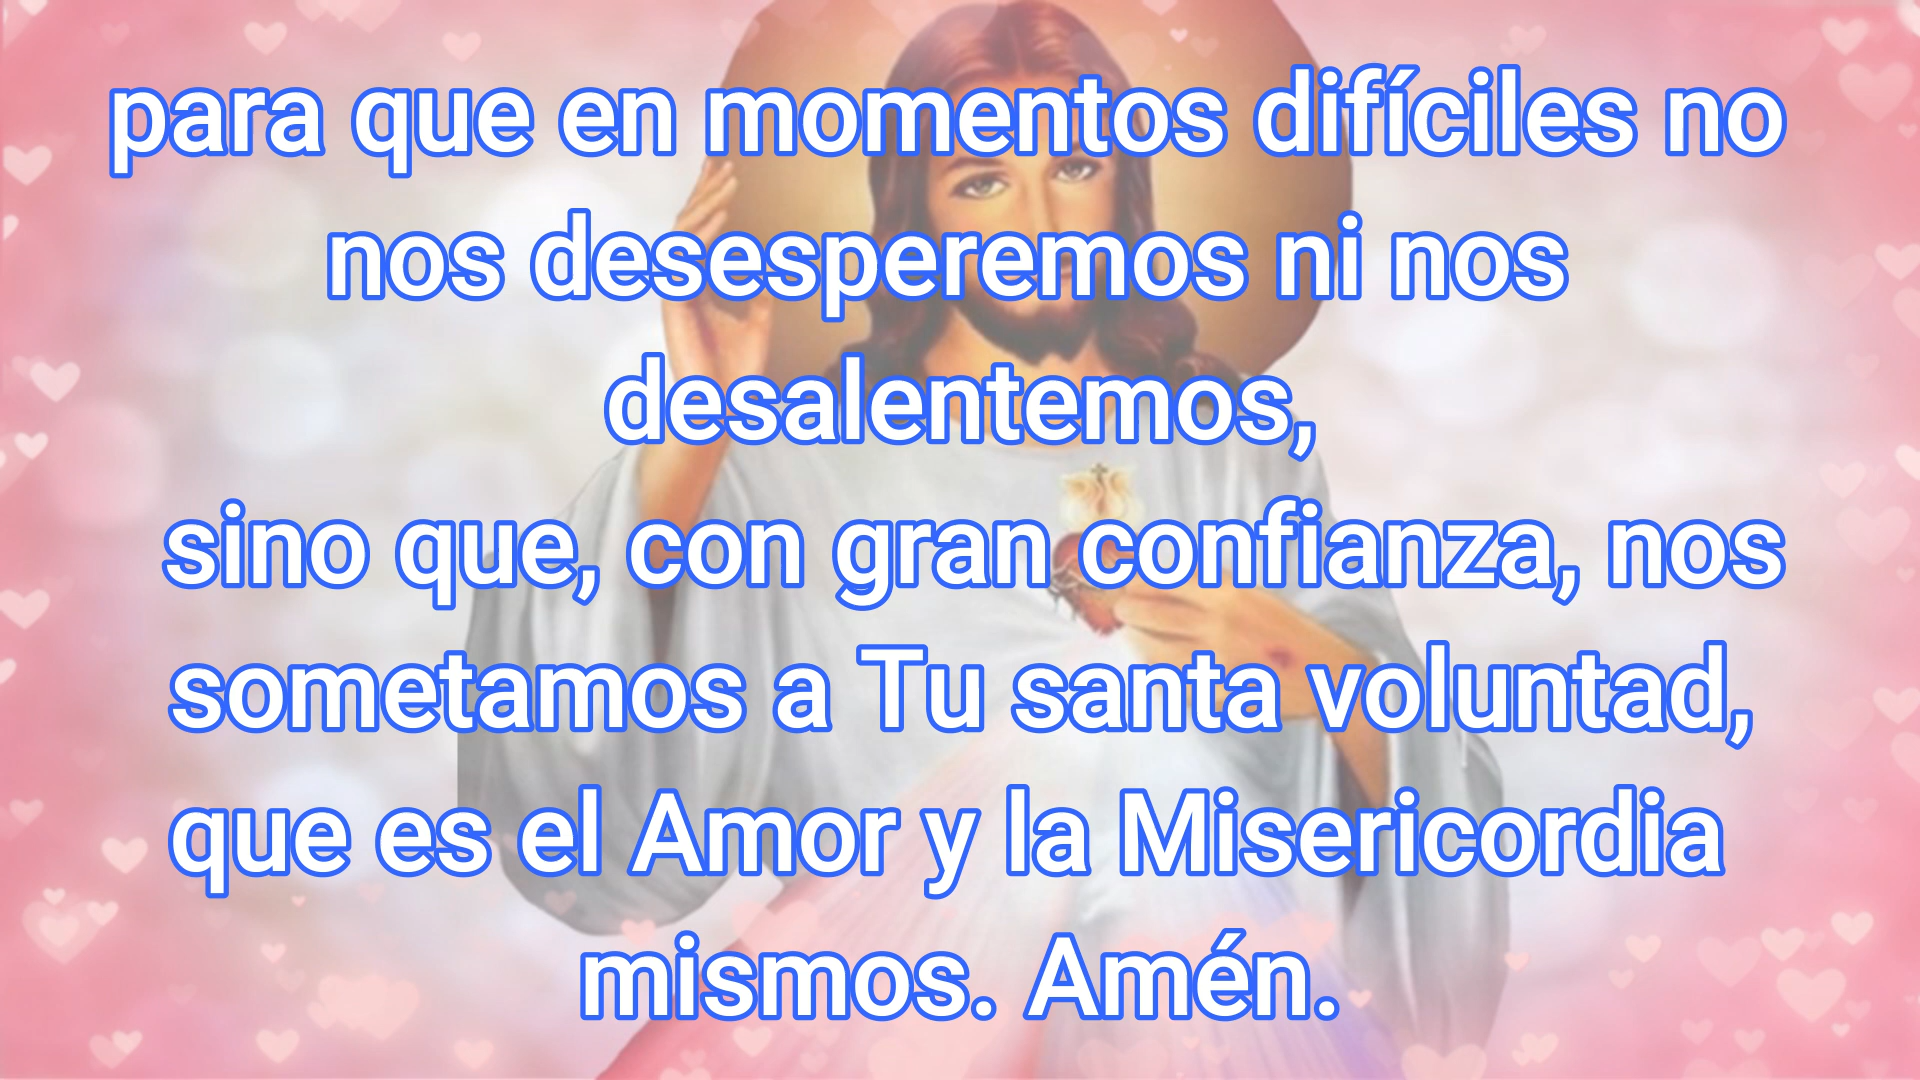 para que en momentos difíciles no
nos desesperemos ni nos
desalentemos,
sino que, con gran confianza, nos
sometamos a Tu santa voluntad,
que es el Amor y la Misericordia
mismos. Amén.